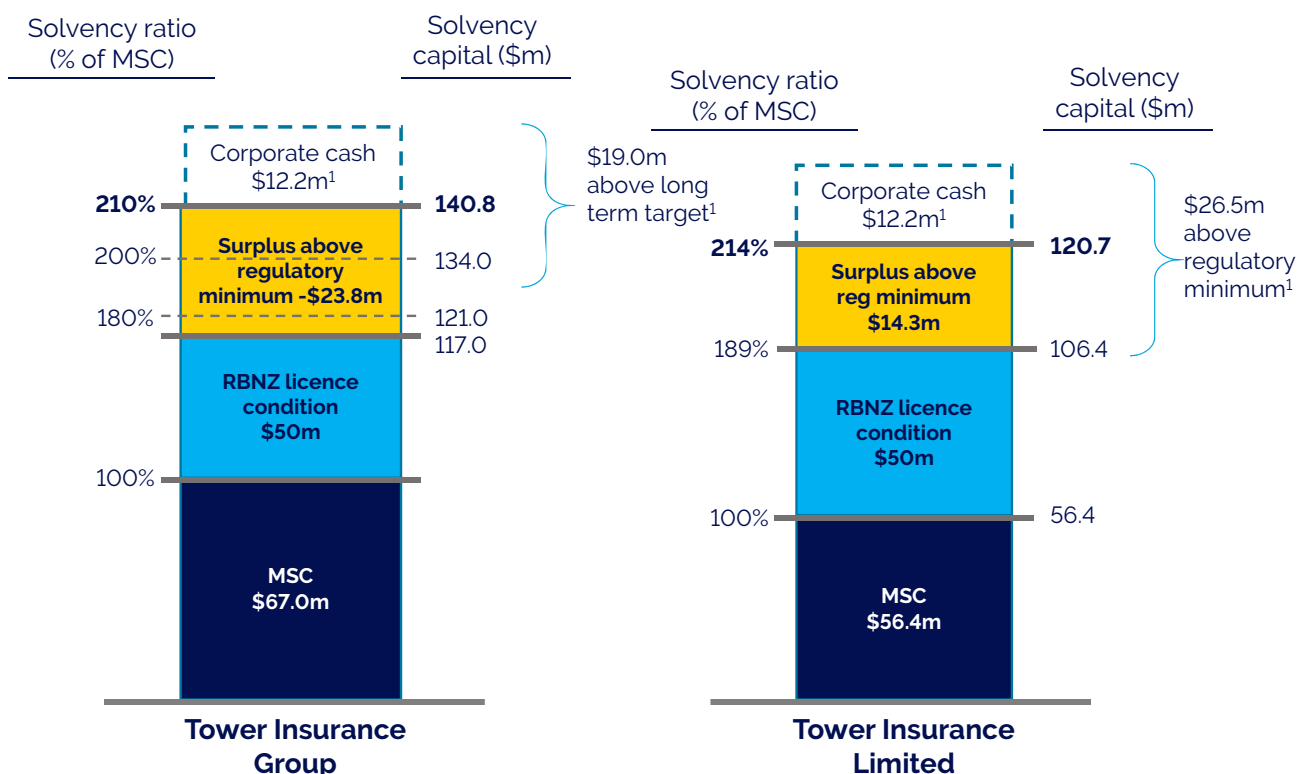 Solvency ratio
(% of MSC)
Solvency
capital ($m)
Corporate cash
$12.2m¹
210%
140.8
Surplus above
regulatory
minimum -$23.8m
200%
134.0
180%
121.0
117.0
RBNZ licence
condition
$50m
100%
MSC
$67.0m
$19.0m
above long
term target¹
Tower Insurance
Group
Solvency ratio
(% of MSC)
Solvency
capital ($m)
Corporate cash
$12.2m¹
214%
120.7
Surplus above
reg minimum
$14.3m
189%
106.4
RBNZ licence
condition
$50m
100%
56.4
MSC
$56.4m
$26.5m
above
regulatory
minimum¹
Tower Insurance
Limited